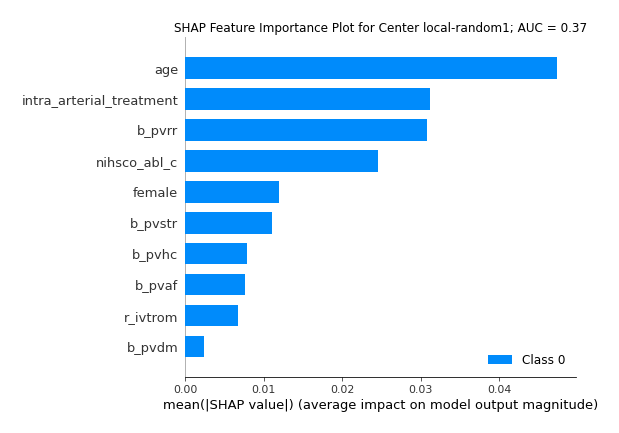 SHAP Feature Importance Plot for Center local-random1; AUC = 0.37
age
intra_arterial_treatment
b_pvrr
nihsco_abl_c
female
b_pvstr
b_pvhc
b_pvaf
r_ivtrom
b_pvdm
Class 0
0.00 0.01 0.02 0.03 0.04
mean(|SHAP value|) (average impact on model output magnitude)